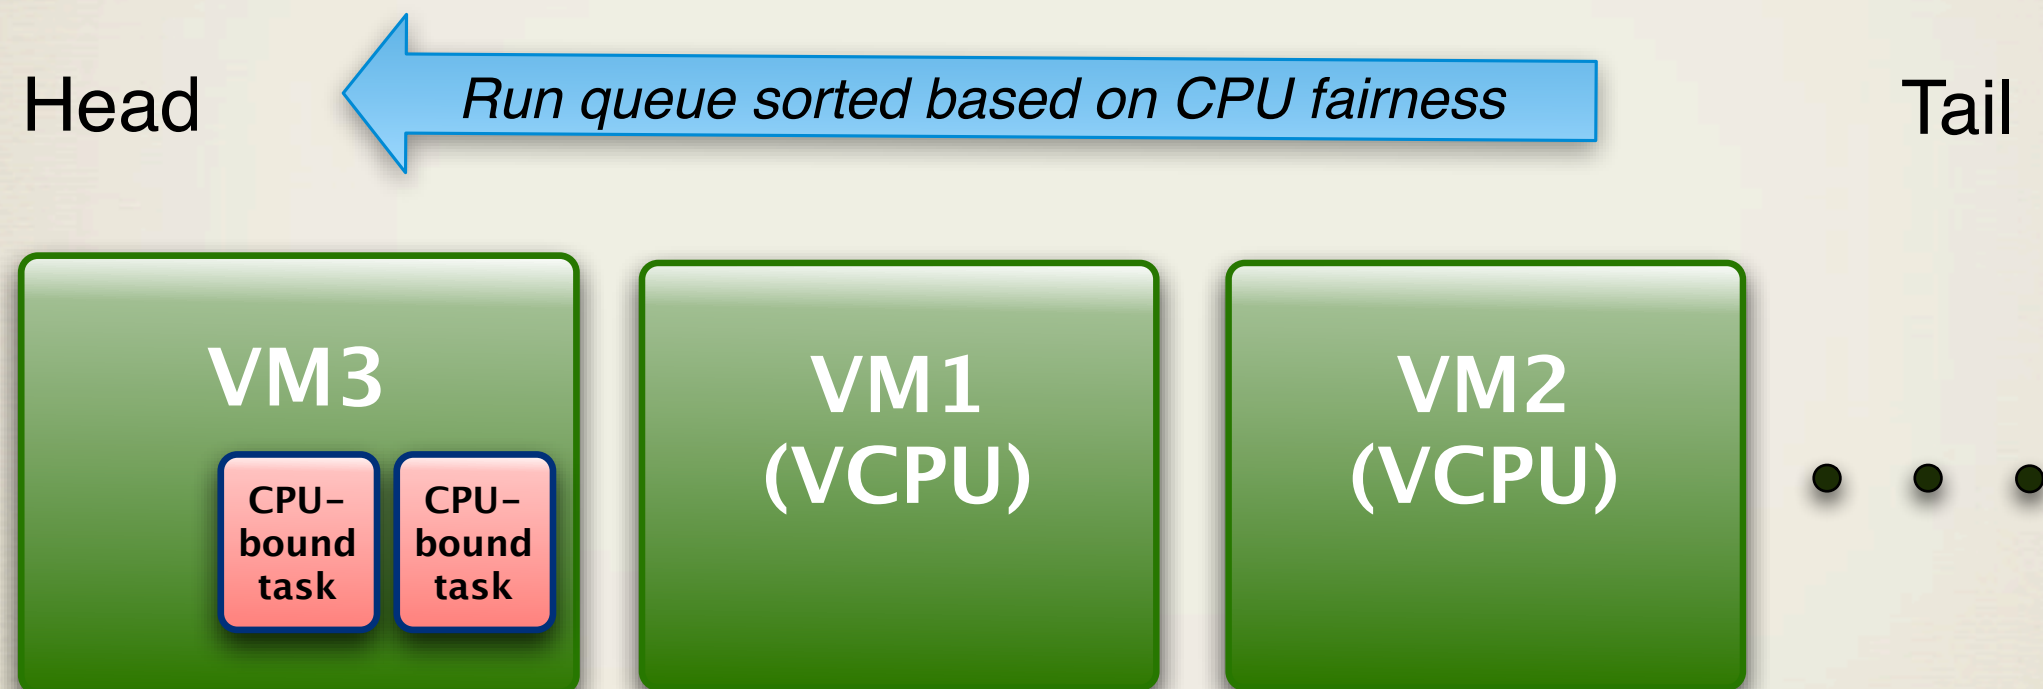 Head
Run queue sorted based on CPU fairness
Tail
VM3
CPU-
bound
task
CPU-
bound
task
VM1
(VCPU)
VM2
(VCPU)